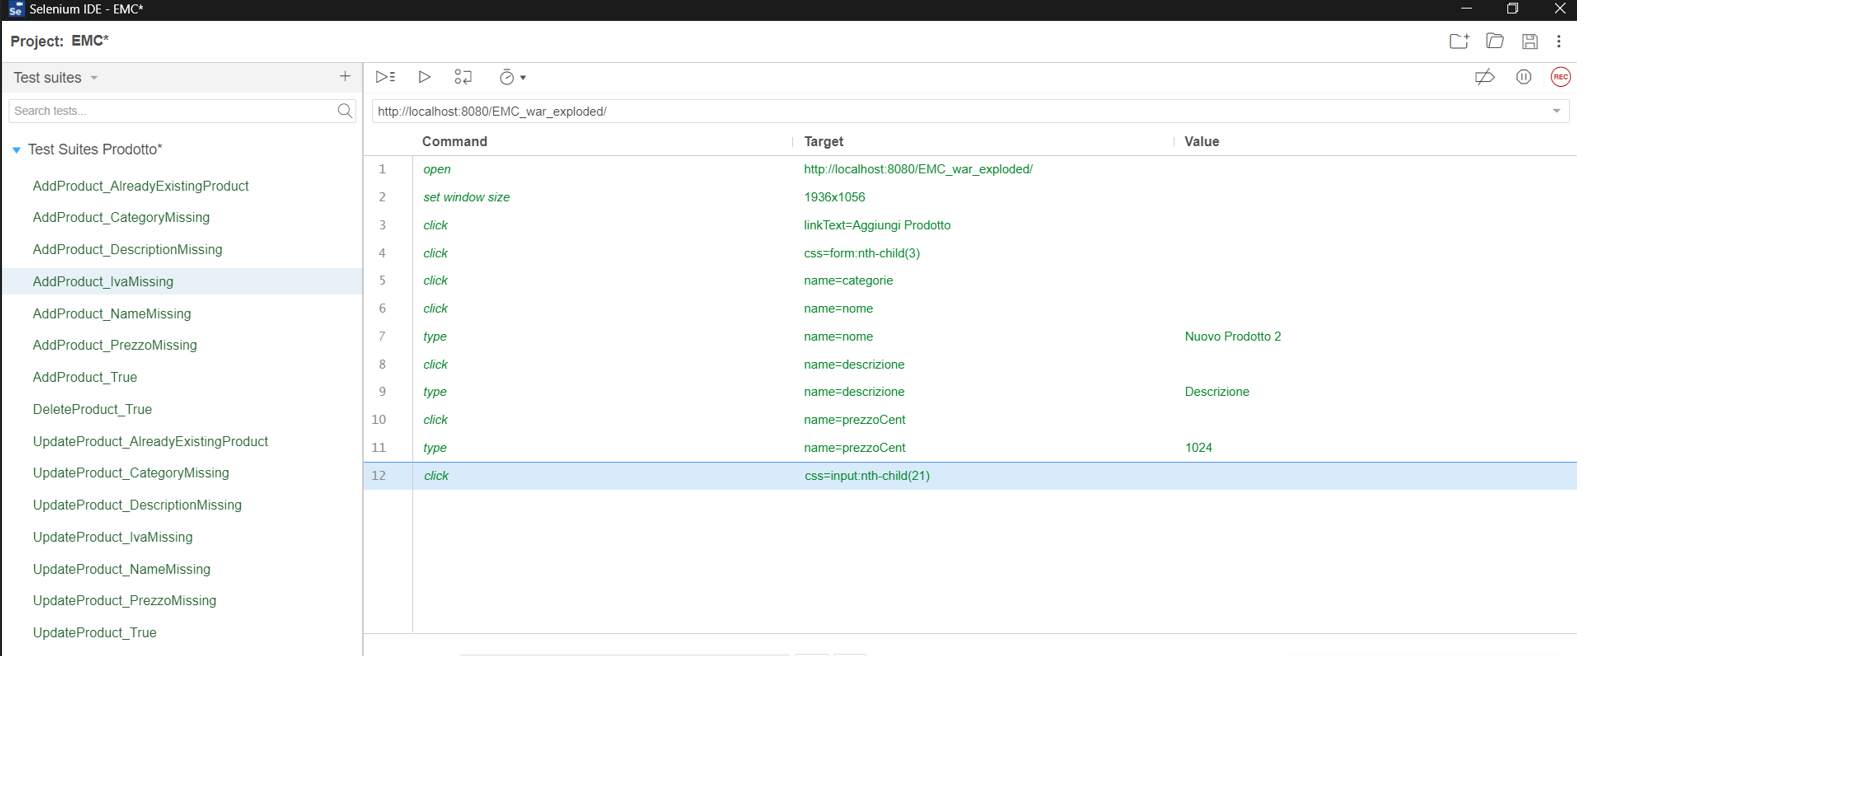 Se Selenium IDE - EMC*
Project: EMC*
Test suites
REC
Search tests...
http://localhost:8080/EMC_war_exploded/
Command Target Value
Test Suites Prodotto*
AddProduct_AlreadyExistingProduct
AddProduct_CategoryMissing
AddProduct_DescriptionMissing
AddProduct_IvaMissing
AddProduct_NameMissing
AddProduct_PrezzoMissing
AddProduct_True
DeleteProduct_True
UpdateProduct_AlreadyExistingProduct
UpdateProduct_CategoryMissing
UpdateProduct_DescriptionMissing
UpdateProduct_IvaMissing
UpdateProduct_NameMissing
UpdateProduct_PrezzoMissing
UpdateProduct_True
1 open http://localhost:8080/EMC_war_exploded/
2 set window size 1936x1056
3 click linkText=Aggiungi Prodotto
4 click css=form:nth-child(3)
5 click name=categorie
6 click name=nome
7 type name=nome Nuovo Prodotto 2
8 click name=descrizione
9 type name=descrizione Descrizione
10 click name=prezzoCent
11 type name=prezzoCent 1024
12 click css=input:nth-child(21)